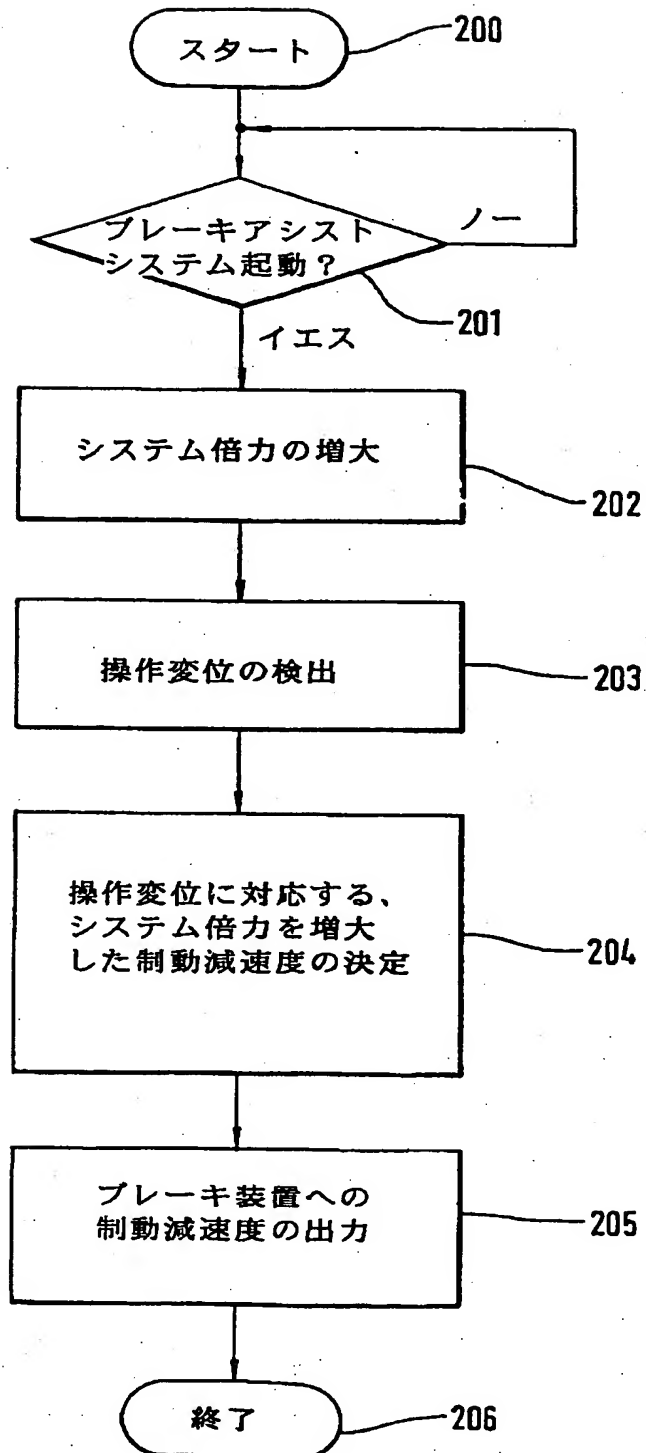 スタート
200
ブレーキアシスト
システム起動?
ノー
201
イエス
システム倍力の増大
202
操作変位の検出
203
操作変位に対応する、
システム倍力を増大
した制動減速度の決定
204
ブレーキ装置への
制動減速度の出力
205
終了
206